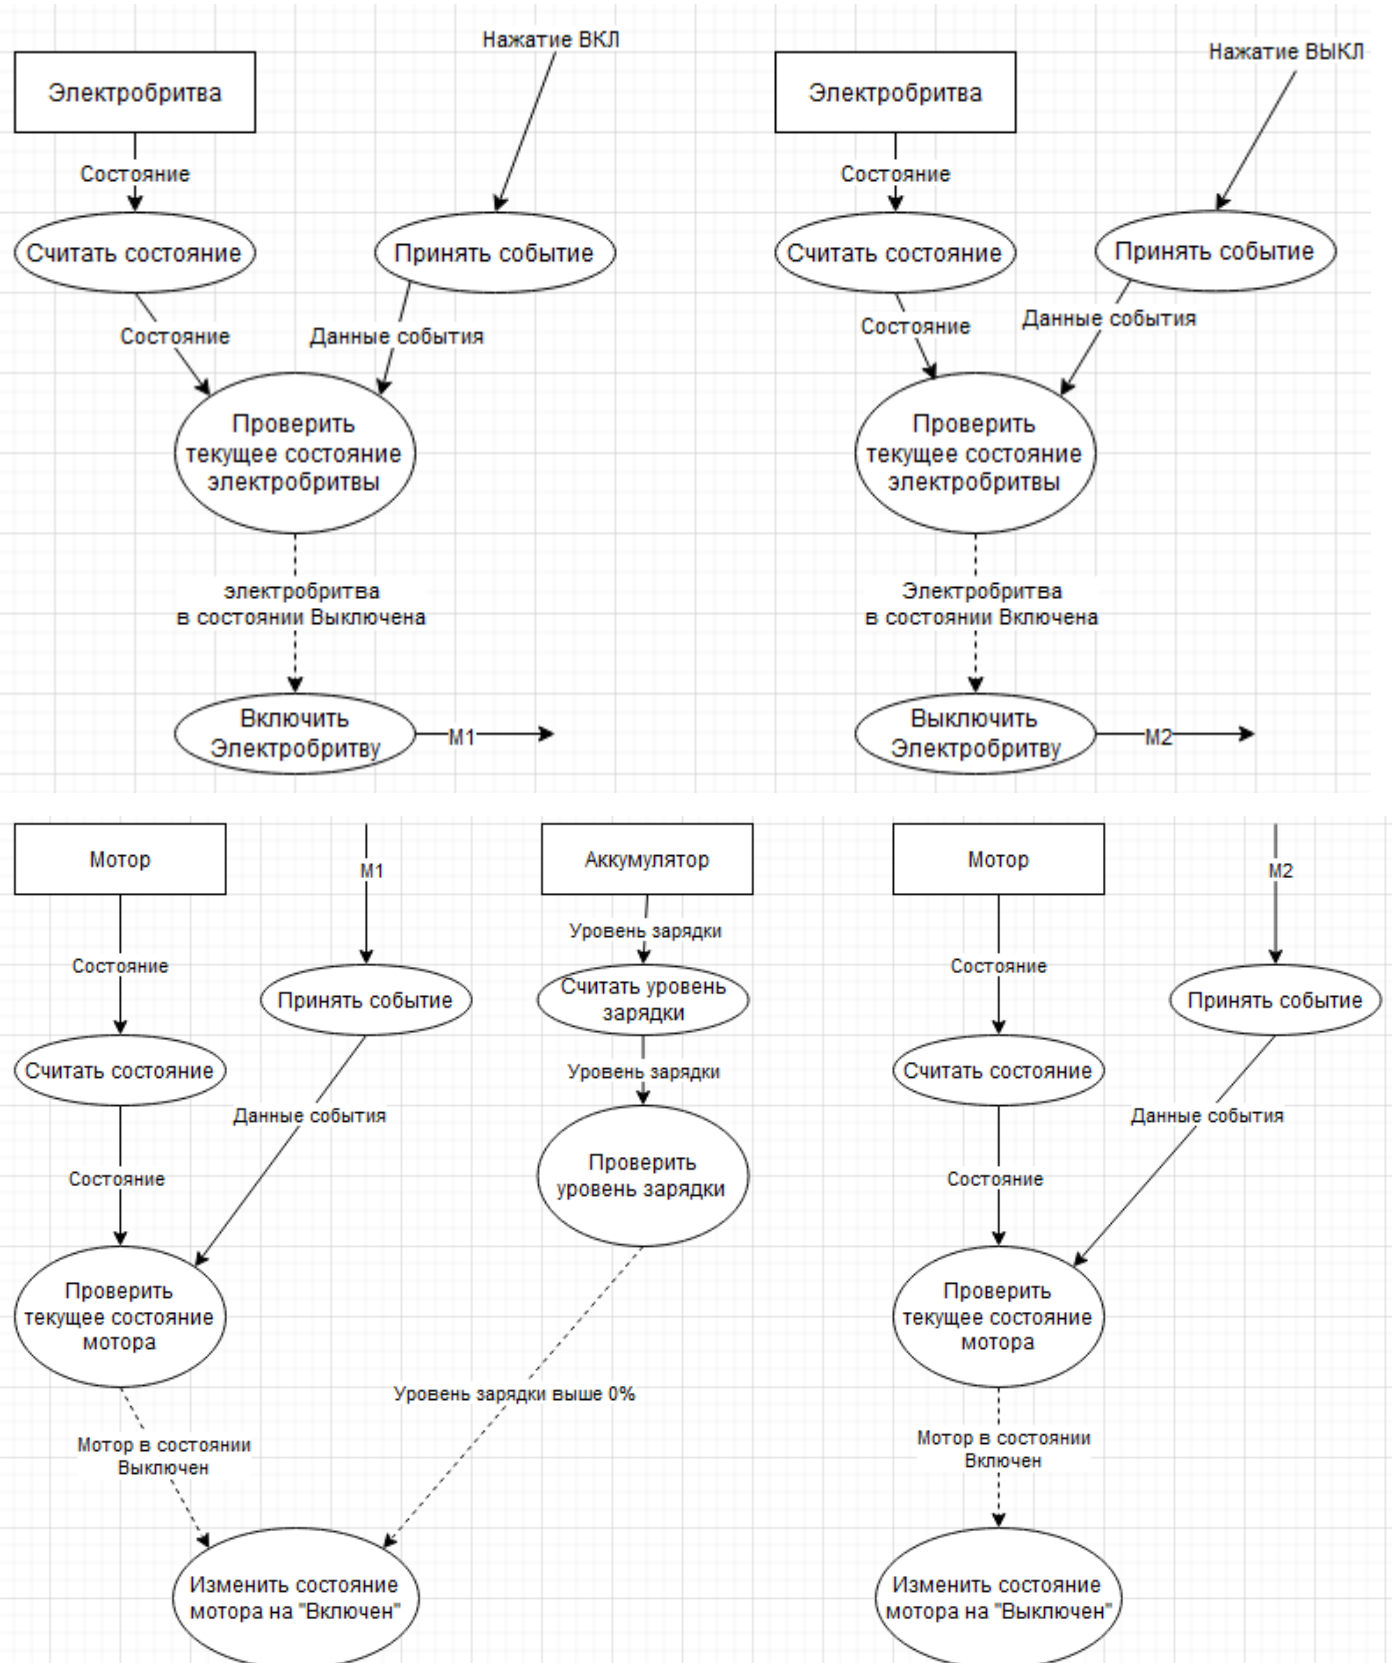 Нажатие ВКЛ
Электробритва
Состояние
Считать состояние
Принять событие
Состояние
Данные события
Проверить
текущее состояние
электробритвы
электробритва
в состоянии Выключена
Включить
Электробритву
М1
Нажатие ВЫКЛ
Электробритва
Состояние
Считать состояние
Принять событие
Состояние
Данные события
Проверить
текущее состояние
электробритвы
Электробритва
в состоянии Включена
Выключить
Электробритву
М2
Мотор
М1
Аккумулятор
Состояние
Уровень зарядки
Принять событие
Считать уровень
зарядки
Считать состояние
Уровень зарядки
Данные события
Состояние
Проверить
уровень зарядки
Проверить
текущее состояние
мотора
Уровень зарядки выше 0%
Мотор в состоянии
Выключен
Изменить состояние
мотора на "Включен"
Мотор
М2
Состояние
Принять событие
Считать состояние
Данные события
Состояние
Проверить
текущее состояние
мотора
Мотор в состоянии
Включен
Изменить состояние
мотора на "Выключен"